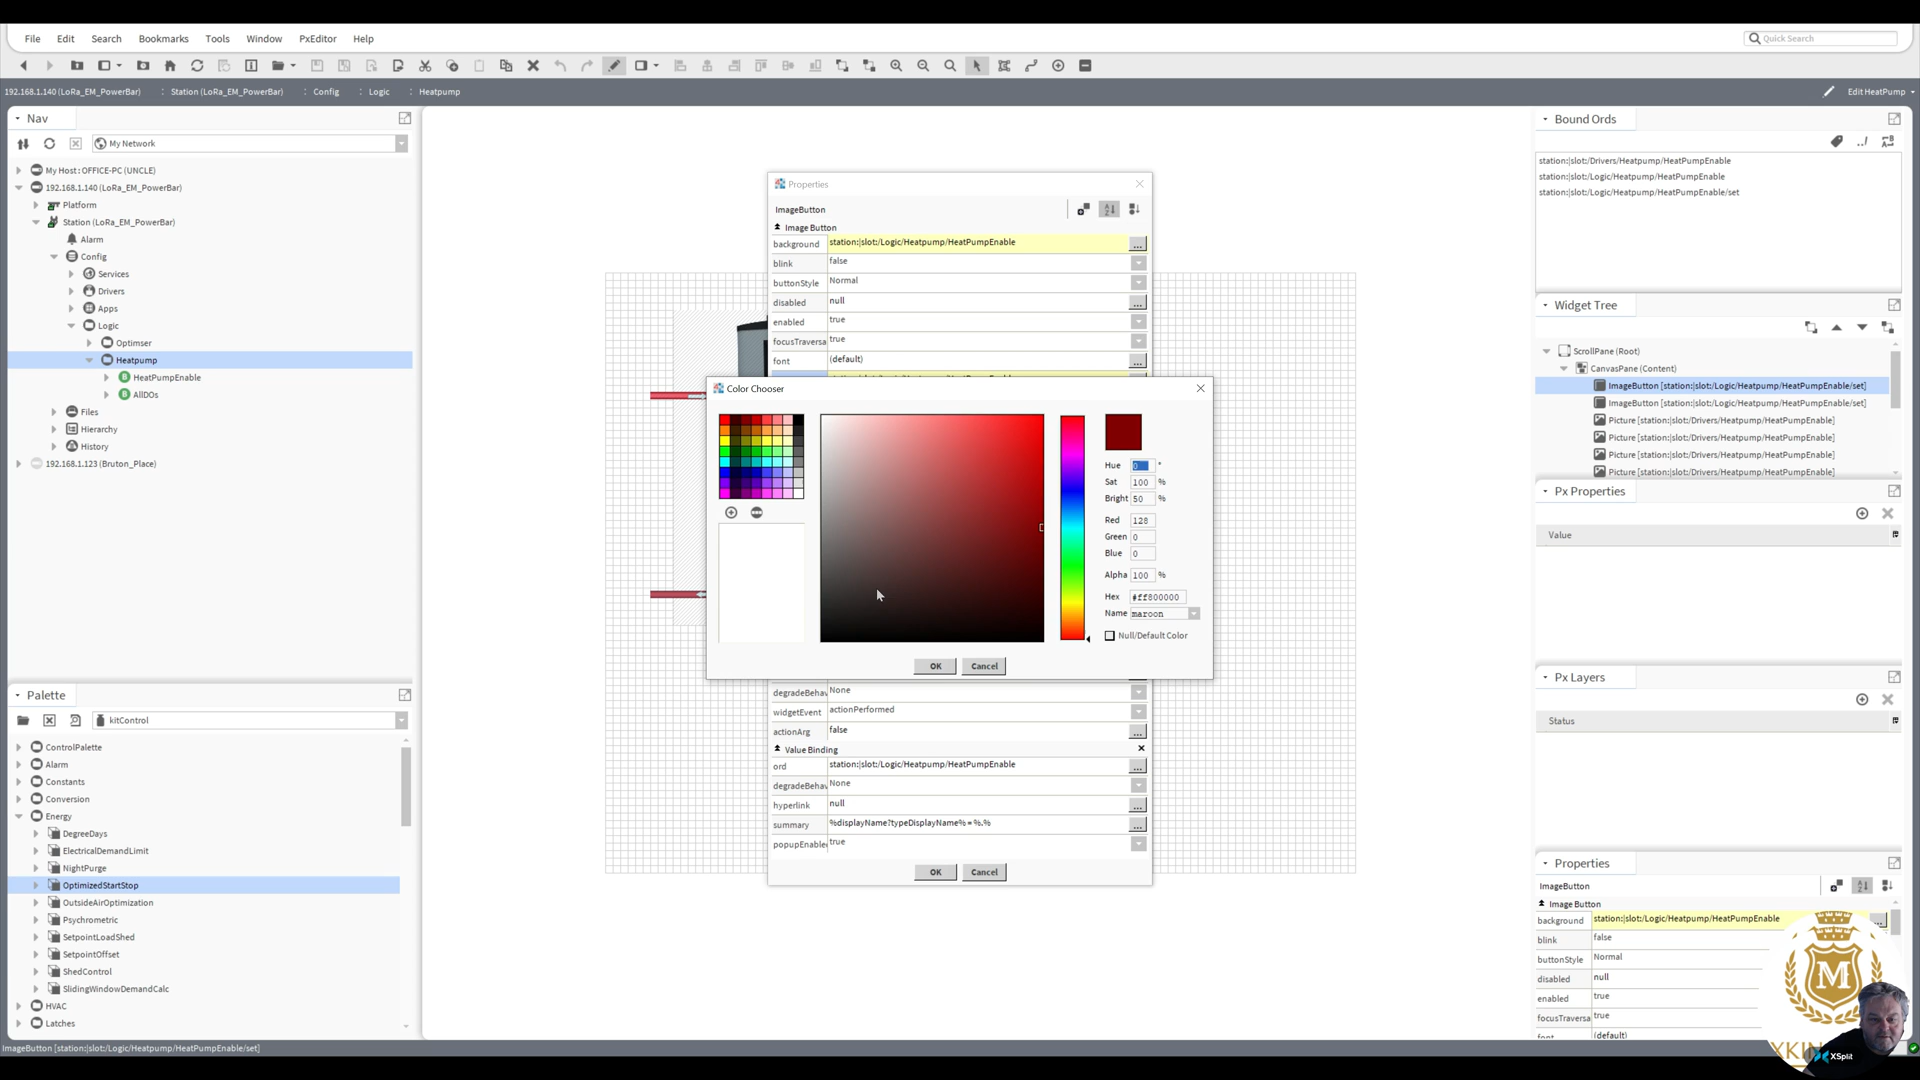 File Edit Search Bookmarks Tools Window PxEditor Help
Quick Search
192.168.1.140 (LoRa_EM_PowerBar) : Station (LoRa_EM_PowerBar) : Config : Logic : Heatpump
Edit HeatPump
Nav
My Network
My Host : OFFICE-PC (UNCLE)
192.168.1.140 (LoRa_EM_PowerBar)
Platform
Station (LoRa_EM_PowerBar)
Alarm
Config
Services
Drivers
Apps
Logic
Optimser
Heatpump
HeatPumpEnable
AllDOs
Files
Hierarchy
History
192.168.1.123 (Bruton_Place)
Palette
kitControl
ControlPalette
Alarm
Constants
Conversion
Energy
DegreeDays
ElectricalDemandLimit
NightPurge
OptimizedStartStop
OutsideAirOptimization
Psychrometric
SetpointLoadShed
SetpointOffset
ShedControl
SlidingWindowDemandCalc
HVAC
Latches
ImageButton [station:|slot:/Logic/Heatpump/HeatPumpEnable/set]
Properties
ImageButton
Image Button
background station:|slot:/Logic/Heatpump/HeatPumpEnable
blink false
buttonStyle Normal
disabled null
enabled true
focusTraversa true
font (default)
Color Chooser
Hue 0 °
Sat 100 %
Bright 50 %
Red 128
Green 0
Blue 0
Alpha 100 %
Hex #ff800000
Name maroon
Null/Default Color
OK Cancel
degradeBehav None
widgetEvent actionPerformed
actionArg false
Value Binding
ord station:|slot:/Logic/Heatpump/HeatPumpEnable
degradeBehav None
hyperlink null
summary %displayName?typeDisplayName% = %.%
popupEnable true
OK Cancel
Bound Ords
station:|slot:/Drivers/Heatpump/HeatPumpEnable
station:|slot:/Logic/Heatpump/HeatPumpEnable
station:|slot:/Logic/Heatpump/HeatPumpEnable/set
Widget Tree
ScrollPane (Root)
CanvasPane (Content)
ImageButton [station:|slot:/Logic/Heatpump/HeatPumpEnable/set]
ImageButton [station:|slot:/Logic/Heatpump/HeatPumpEnable/set]
Picture [station:|slot:/Drivers/Heatpump/HeatPumpEnable]
Picture [station:|slot:/Drivers/Heatpump/HeatPumpEnable]
Picture [station:|slot:/Drivers/Heatpump/HeatPumpEnable]
Picture [station:|slot:/Drivers/Heatpump/HeatPumpEnable]
Px Properties
Value
Px Layers
Status
Properties
ImageButton
Image Button
background station:|slot:/Logic/Heatpump/HeatPumpEnable
blink false
buttonStyle Normal
disabled null
enabled true
focusTraversa true
font (default)
M
XSplit